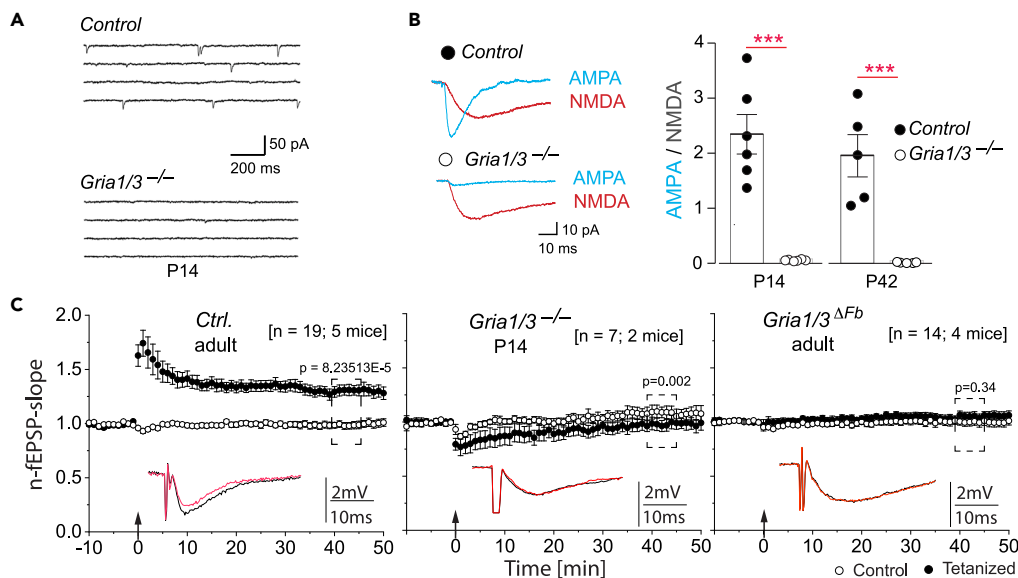 A
Control
50 pA
200 ms
Gria1/3 −/−
P14
B
Control
AMPA
NMDA
Gria1/3 −/−
AMPA
NMDA
10 pA
10 ms
AMPA / NMDA
4
3
2
1
0
***
***
Control
Gria1/3 −/−
P14
P42
C
n-fEPSP-slope
2.0
1.5
1.0
0.5
0.0
Ctrl.
adult
[n = 19; 5 mice]
p = 8,23513E-5
2mV
10ms
-10 0 10 20 30 40 50
Gria1/3 −/−
P14
[n = 7; 2 mice]
p=0.002
2mV
10ms
0 10 20 30 40 50
Gria1/3 ΔFb
adult
[n = 14; 4 mice]
p=0.34
2mV
10ms
0 10 20 30 40 50
Time [min]
Control
Tetanized